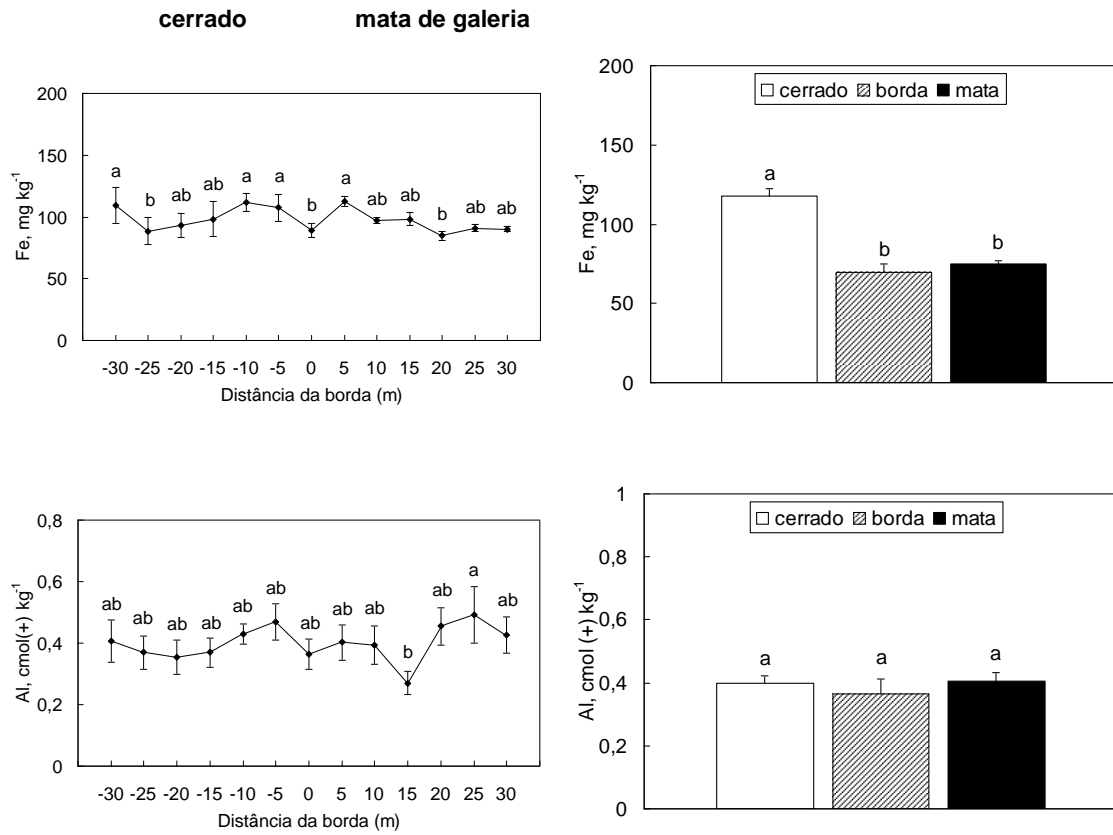 cerrado mata de galeria
200
150
100
50
0
Fe, mg kg-1
a b ab ab a a b a ab ab b ab ab
-30 -25 -20 -15 -10 -5 0 5 10 15 20 25 30
Distância da borda (m)
200
150
100
50
0
Fe, mg kg-1
cerrado borda mata
a b b
0,8
0,6
0,4
0,2
0
Al, cmol(+) kg-1
ab ab ab ab ab ab ab ab ab b ab a ab
-30 -25 -20 -15 -10 -5 0 5 10 15 20 25 30
Distância da borda (m)
1
0,8
0,6
0,4
0,2
0
Al, cmol (+) kg-1
cerrado borda mata
a a a